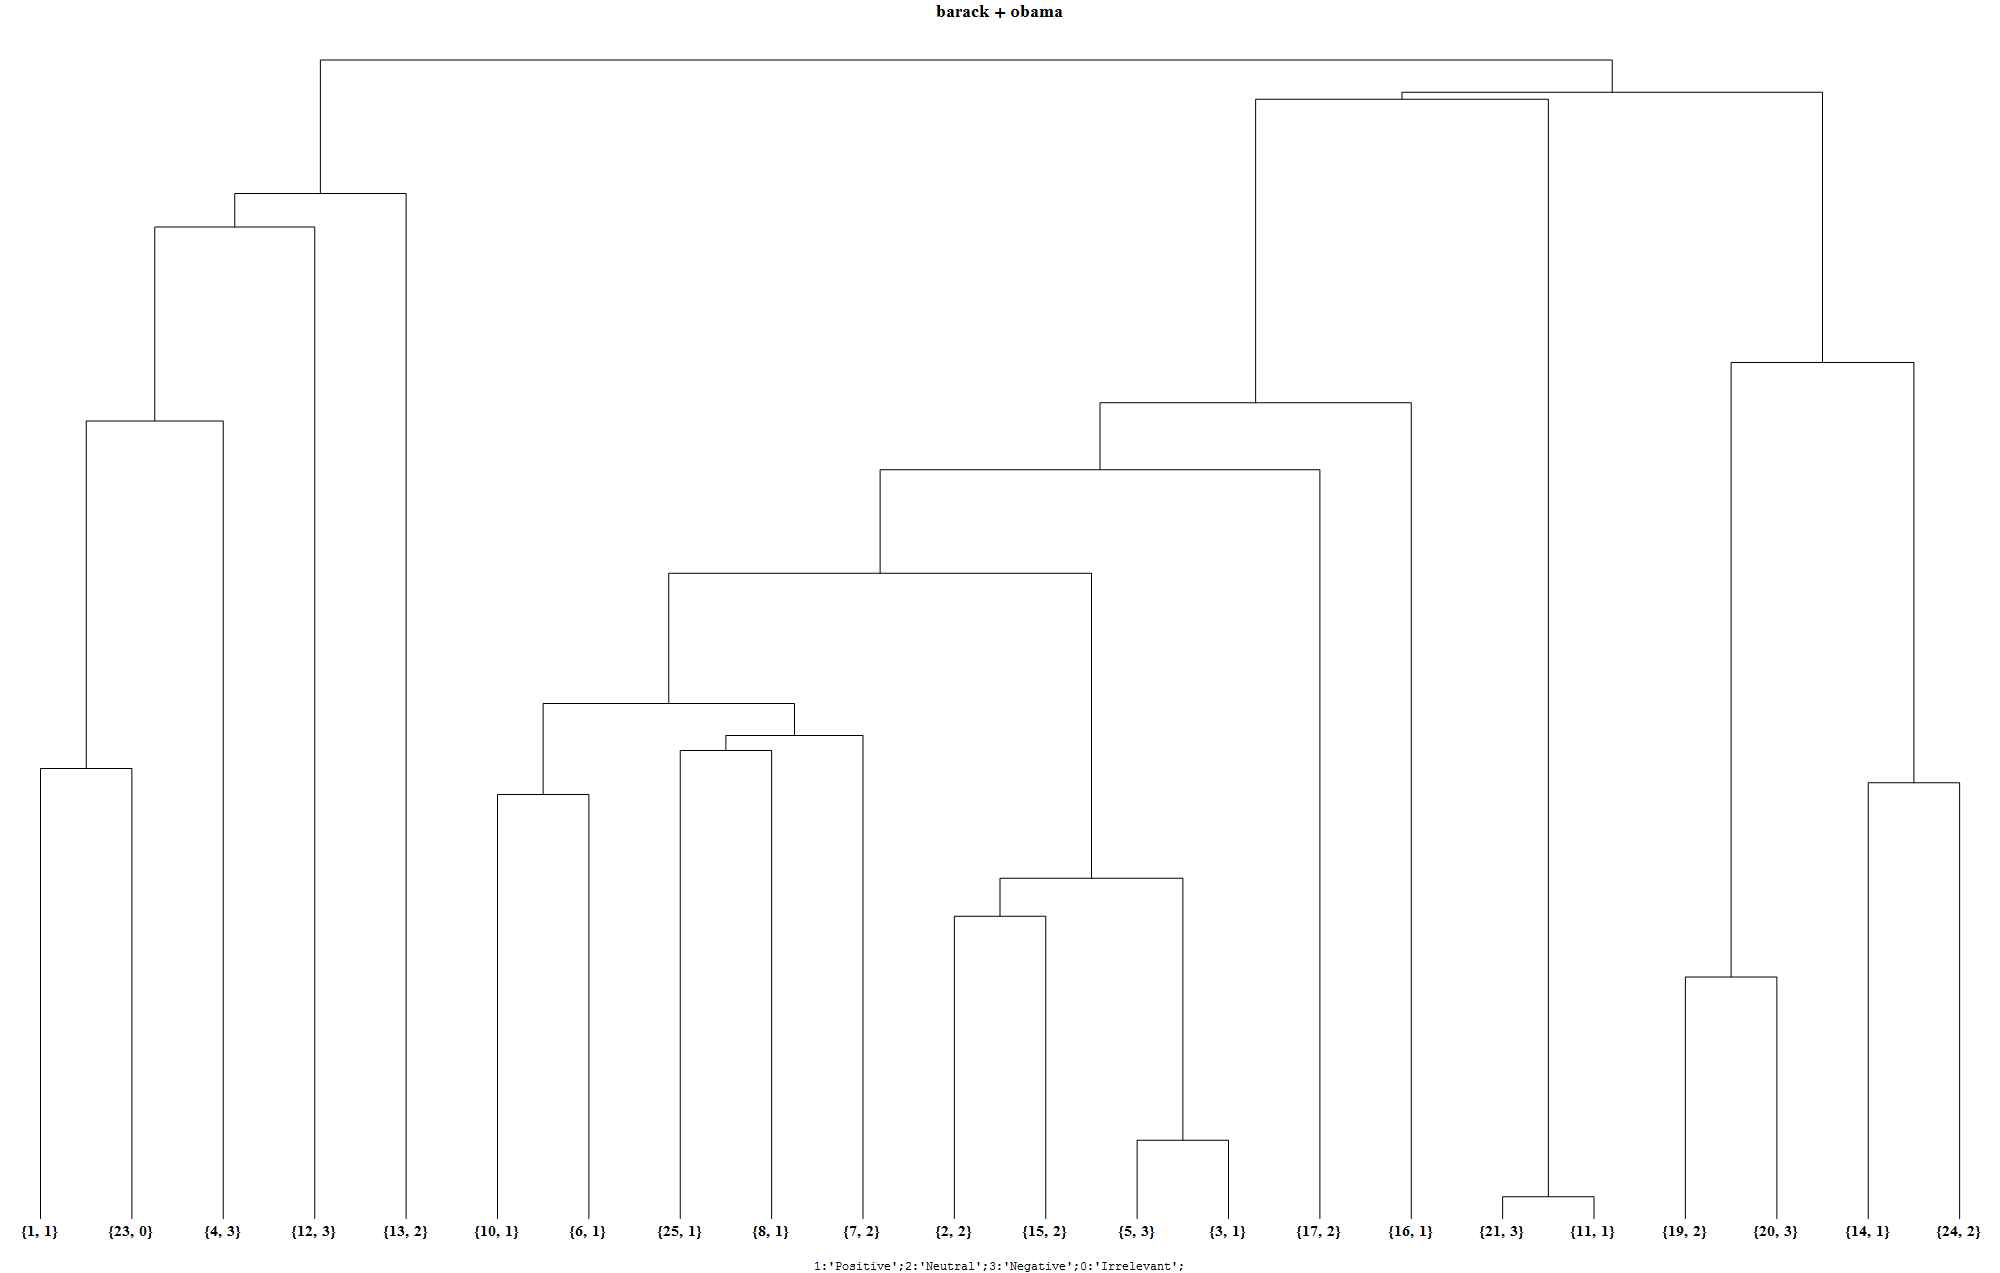 barack + obama
{1, 1} {23, 0} {4, 3} {12, 3} {13, 2} {10, 1} {6, 1} {25, 1} {8, 1} {7, 2} {2, 2} {15, 2} {5, 3} {3, 1} {17, 2} {16, 1} {21, 3} {11, 1} {19, 2} {20, 3} {14, 1} {24, 2}
1:'Positive';2:'Neutral';3:'Negative';0:'Irrelevant';